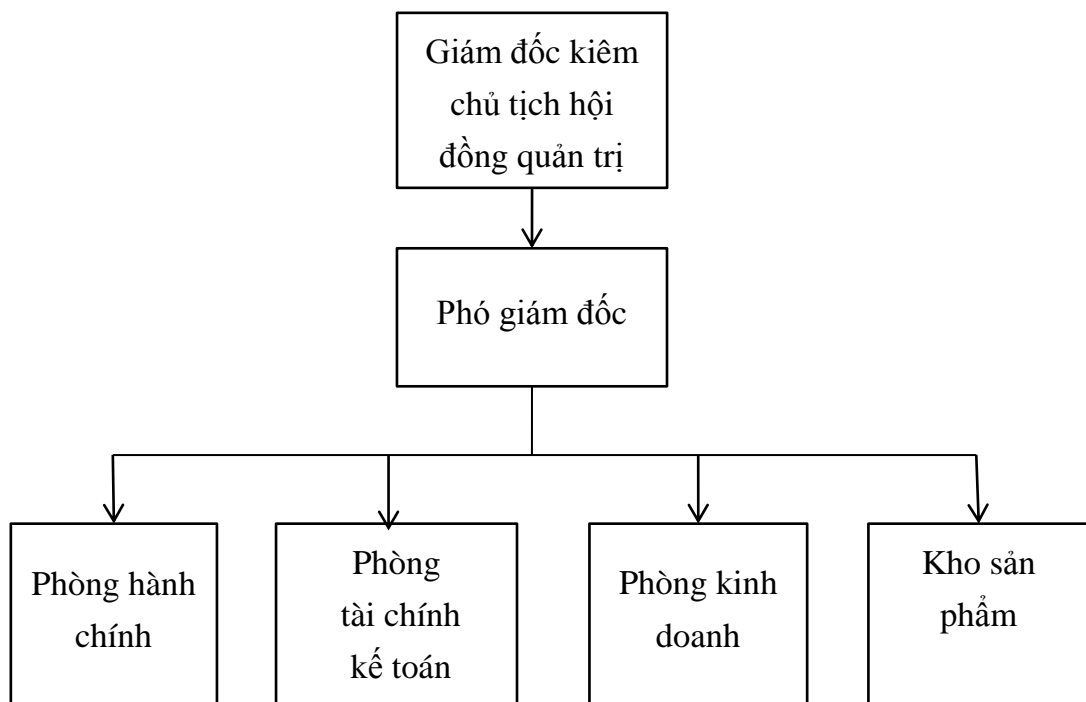 Giám đốc kiêm
chủ tịch hội
đồng quản trị
Phó giám đốc
Phòng hành
chính
Phòng
tài chính
kế toán
Phòng kinh
doanh
Kho sản
phẩm